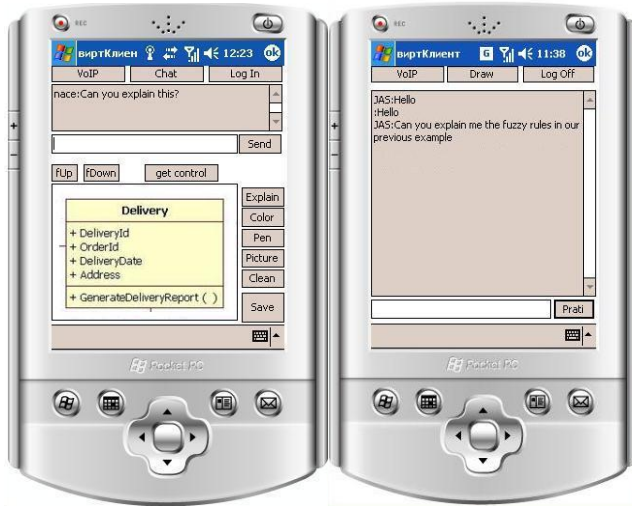 REC
виртКлиен 12:23 ok
VoIP Chat Log In
nace:Can you explain this?
Send
fUp fDown get control
Explain
Color
Pen
Picture
Clean
Save
Delivery
+ DeliveryId
+ OrderId
+ DeliveryDate
+ Address
+ GenerateDeliveryReport ( )
Pocket PC
REC
виртКлиент G 11:38 ok
VoIP Draw Log Off
JAS:Hello
:Hello
JAS:Can you explain me the fuzzy rules in our
previous example
Prati
Pocket PC